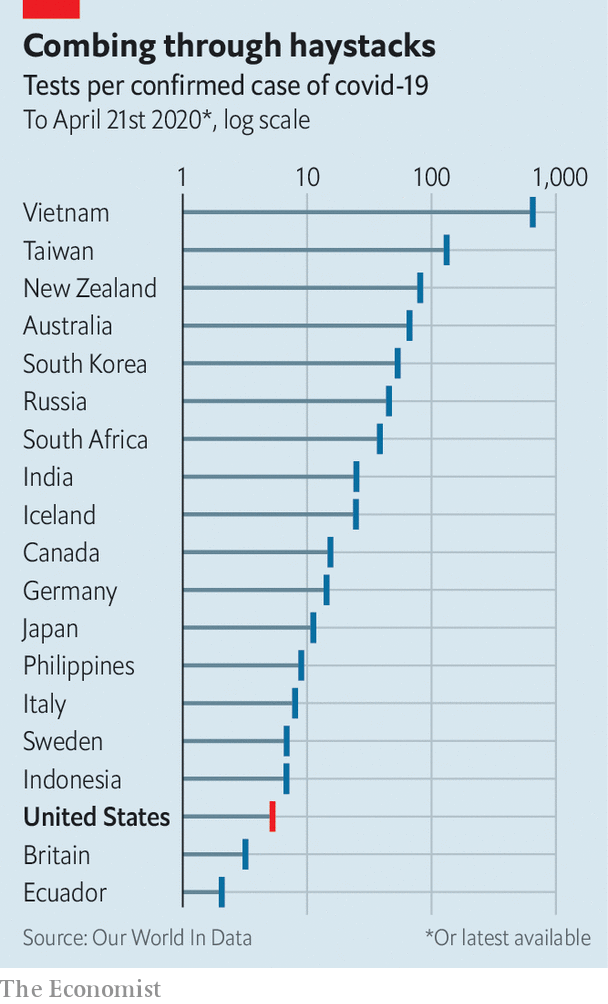 Combing through haystacks
Tests per confirmed case of covid-19
To April 21st 2020*, log scale
1 10 100 1,000
Vietnam
Taiwan
New Zealand
Australia
South Korea
Russia
South Africa
India
Iceland
Canada
Germany
Japan
Philippines
Italy
Sweden
Indonesia
United States
Britain
Ecuador
Source: Our World In Data *Or latest available
The Economist